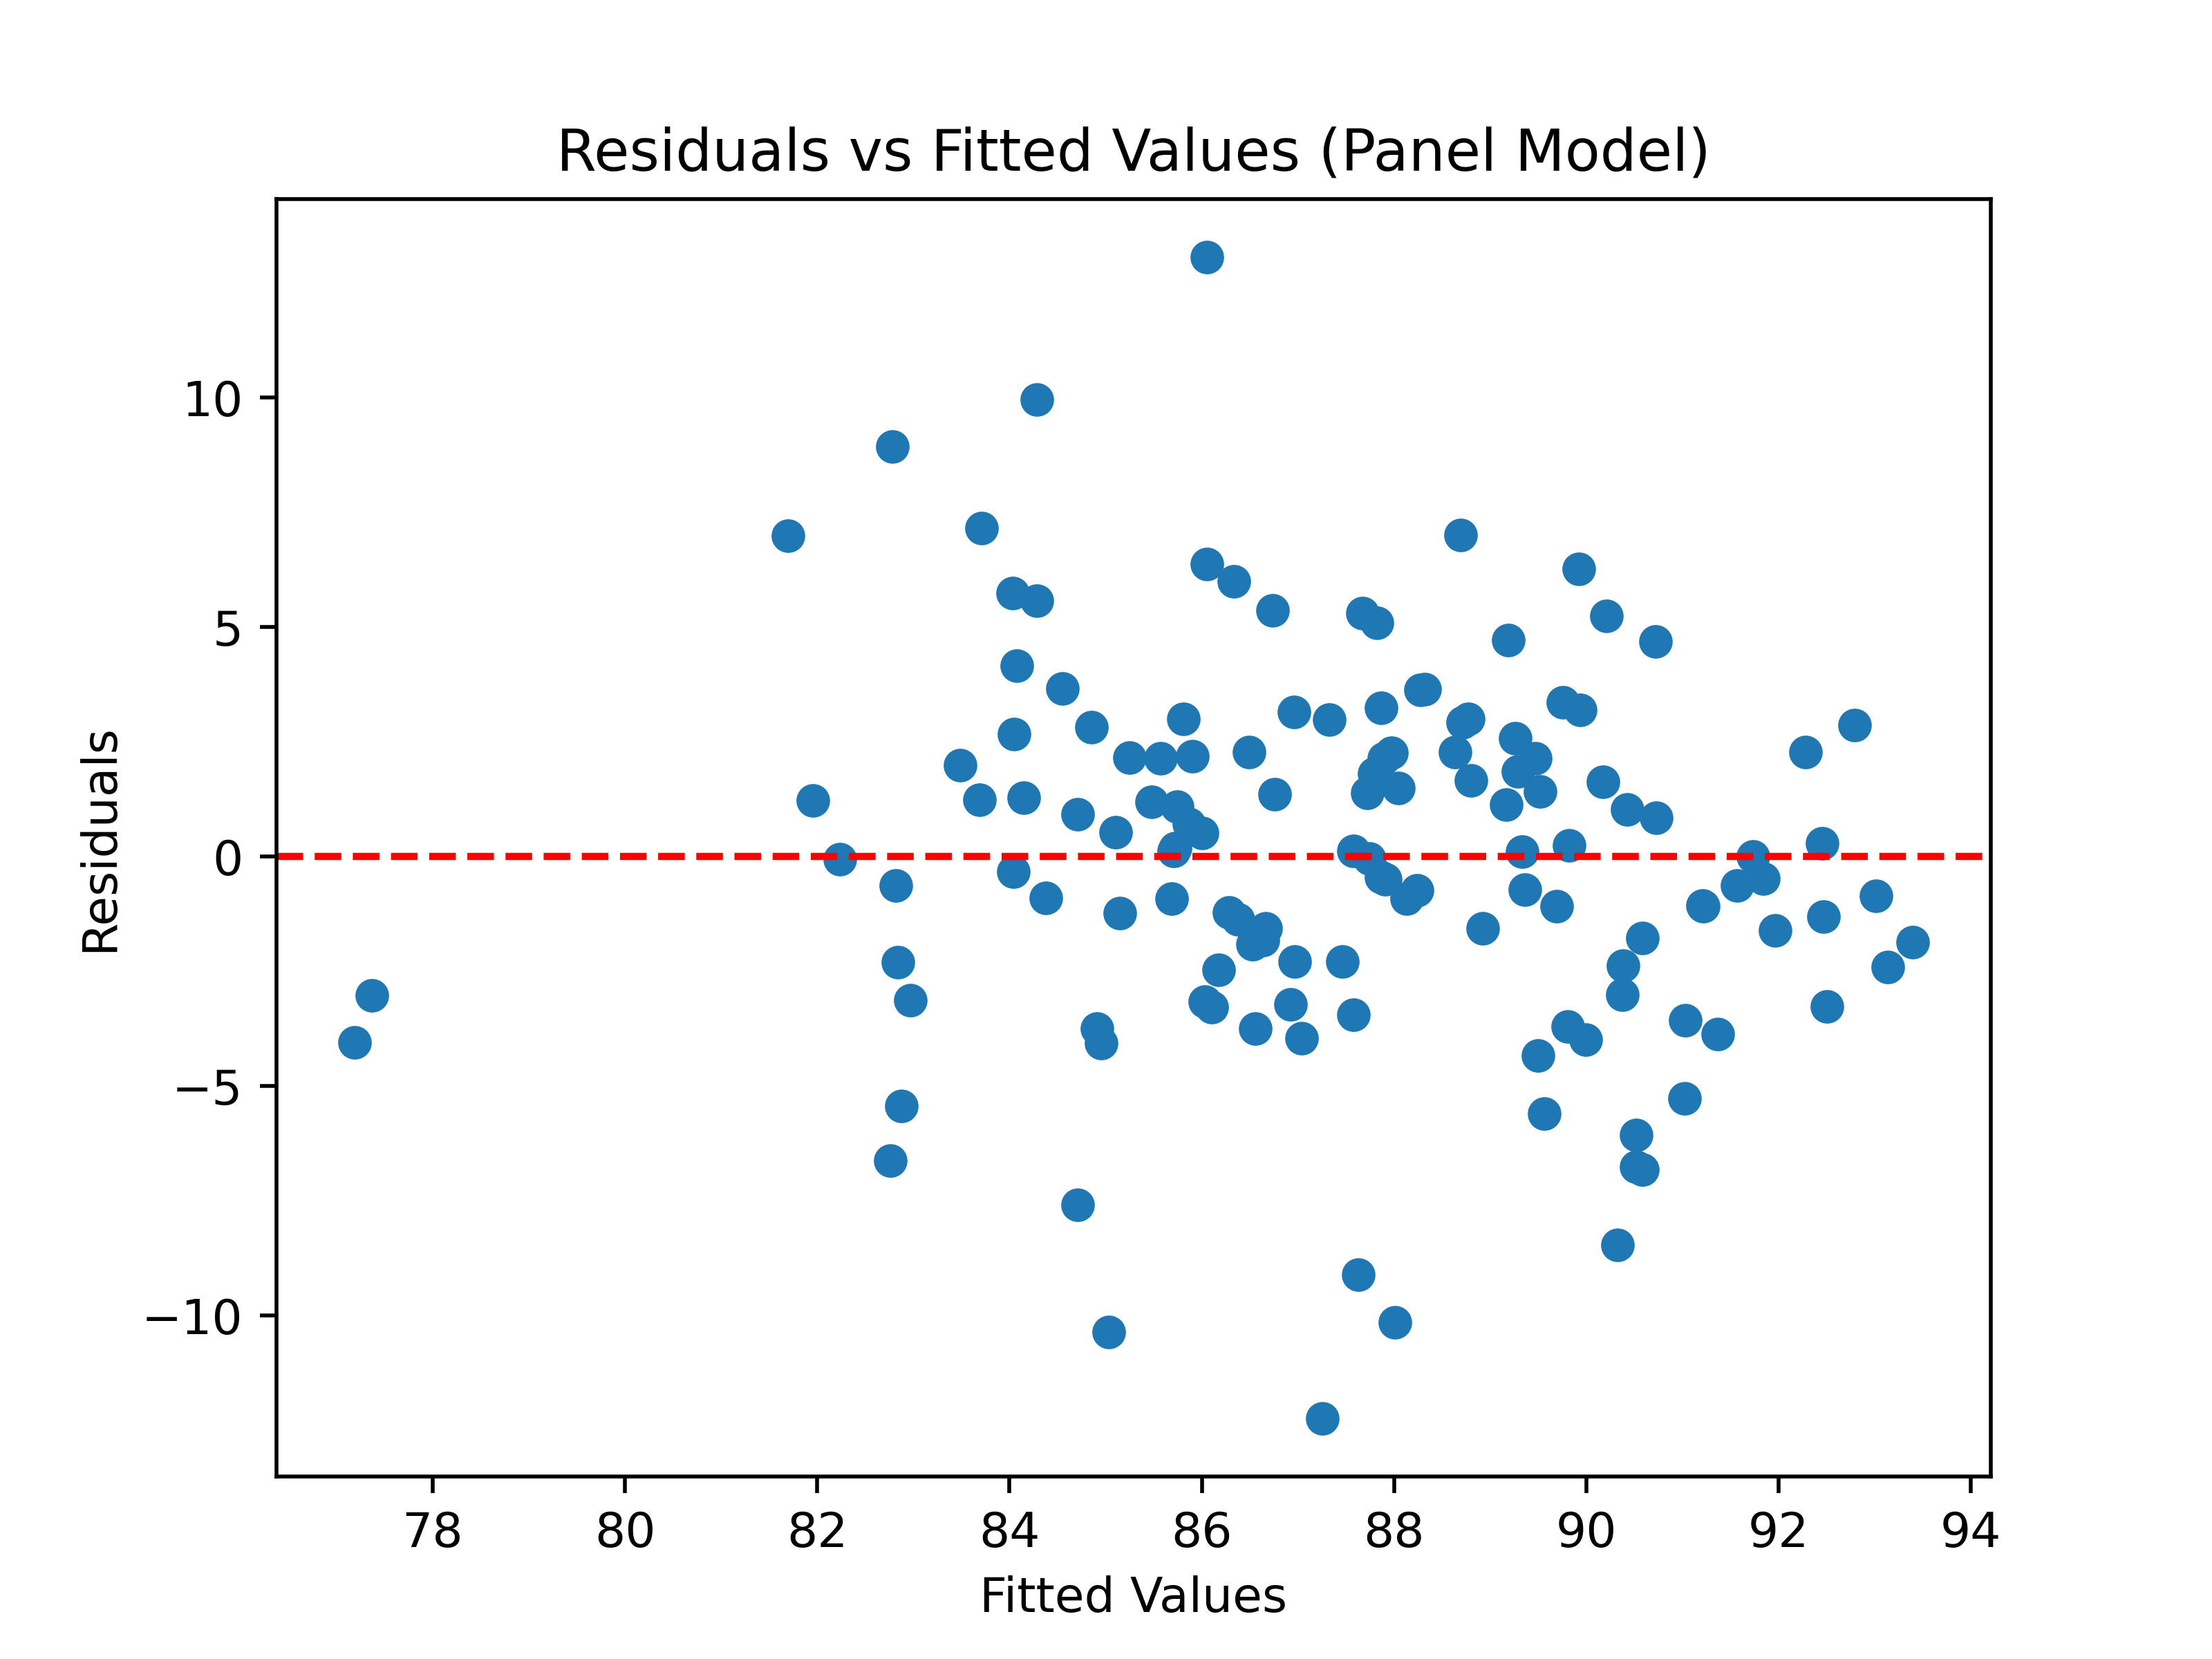 Residuals vs Fitted Values (Panel Model)
10
5
0
−5
−10
Residuals
78 80 82 84 86 88 90 92 94
Fitted Values